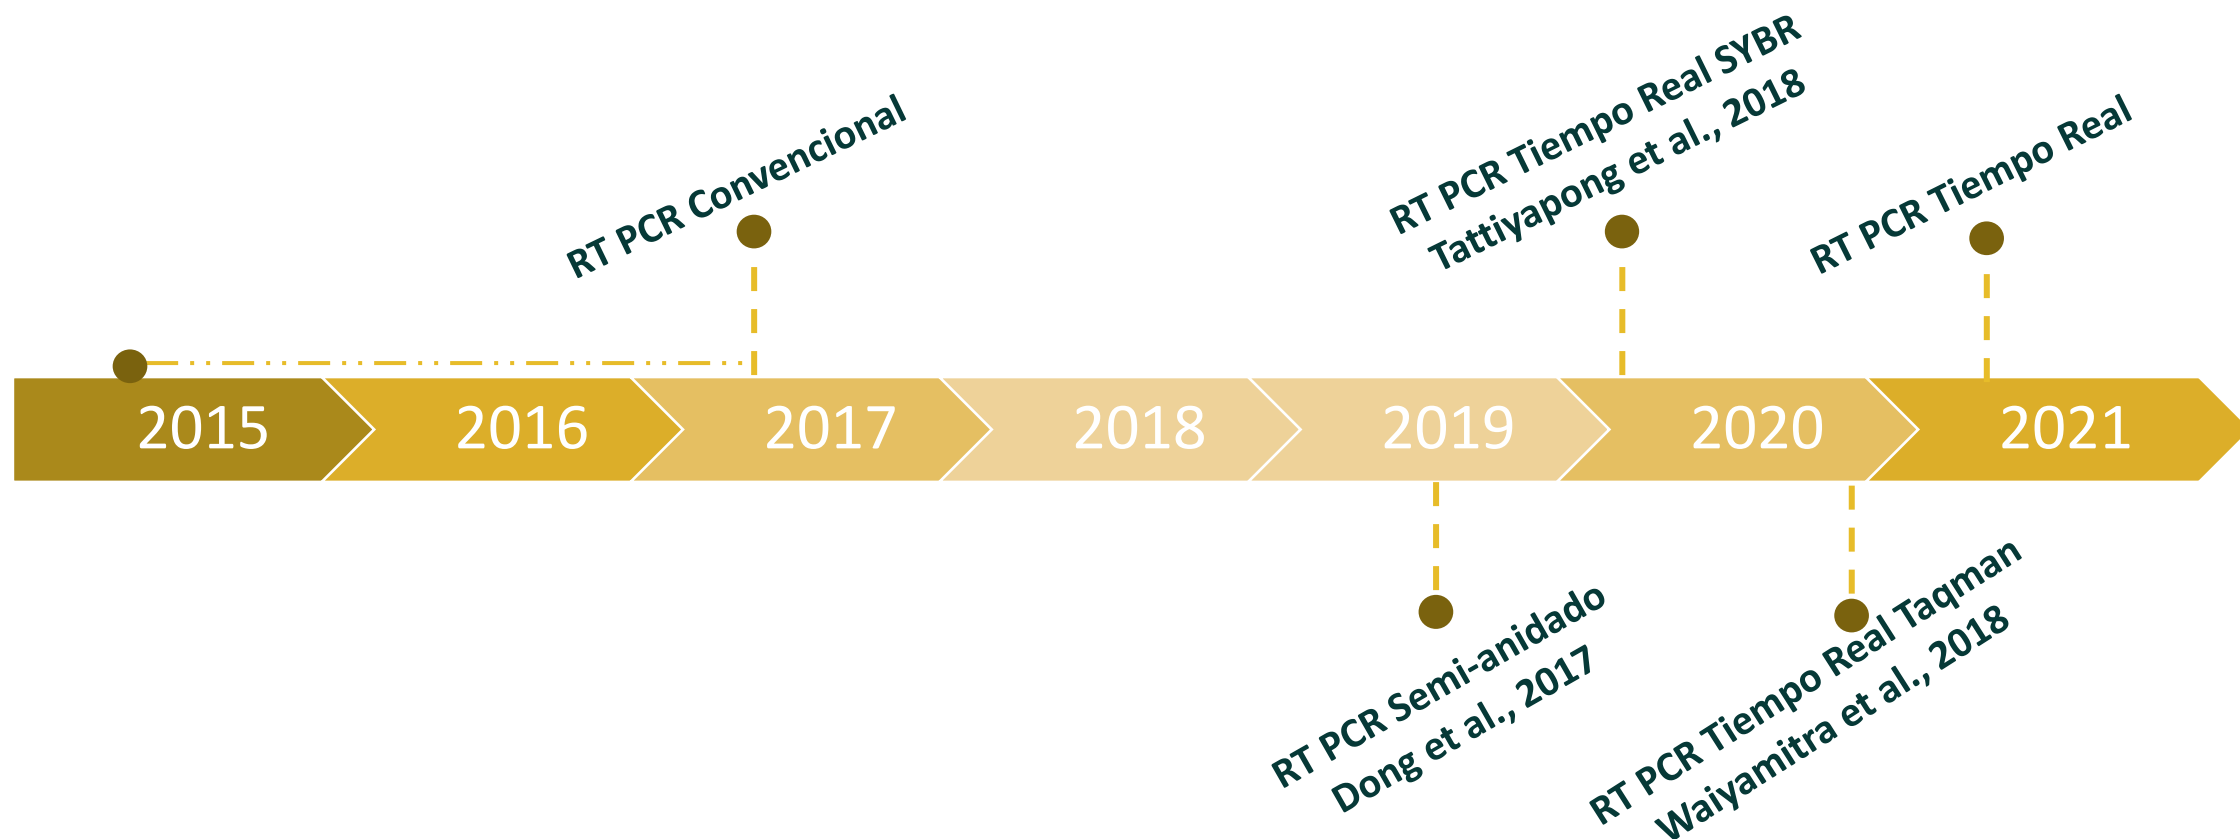 RT PCR Convencional
RT PCR Tiempo Real SYBR
Tattiyapong et al., 2018
RT PCR Tiempo Real
2015
2016
2017
2018
2019
2020
2021
RT PCR Semi-anidado
Dong et al., 2017
RT PCR Tiempo Real Taqman
Waiyamitra et al., 2018